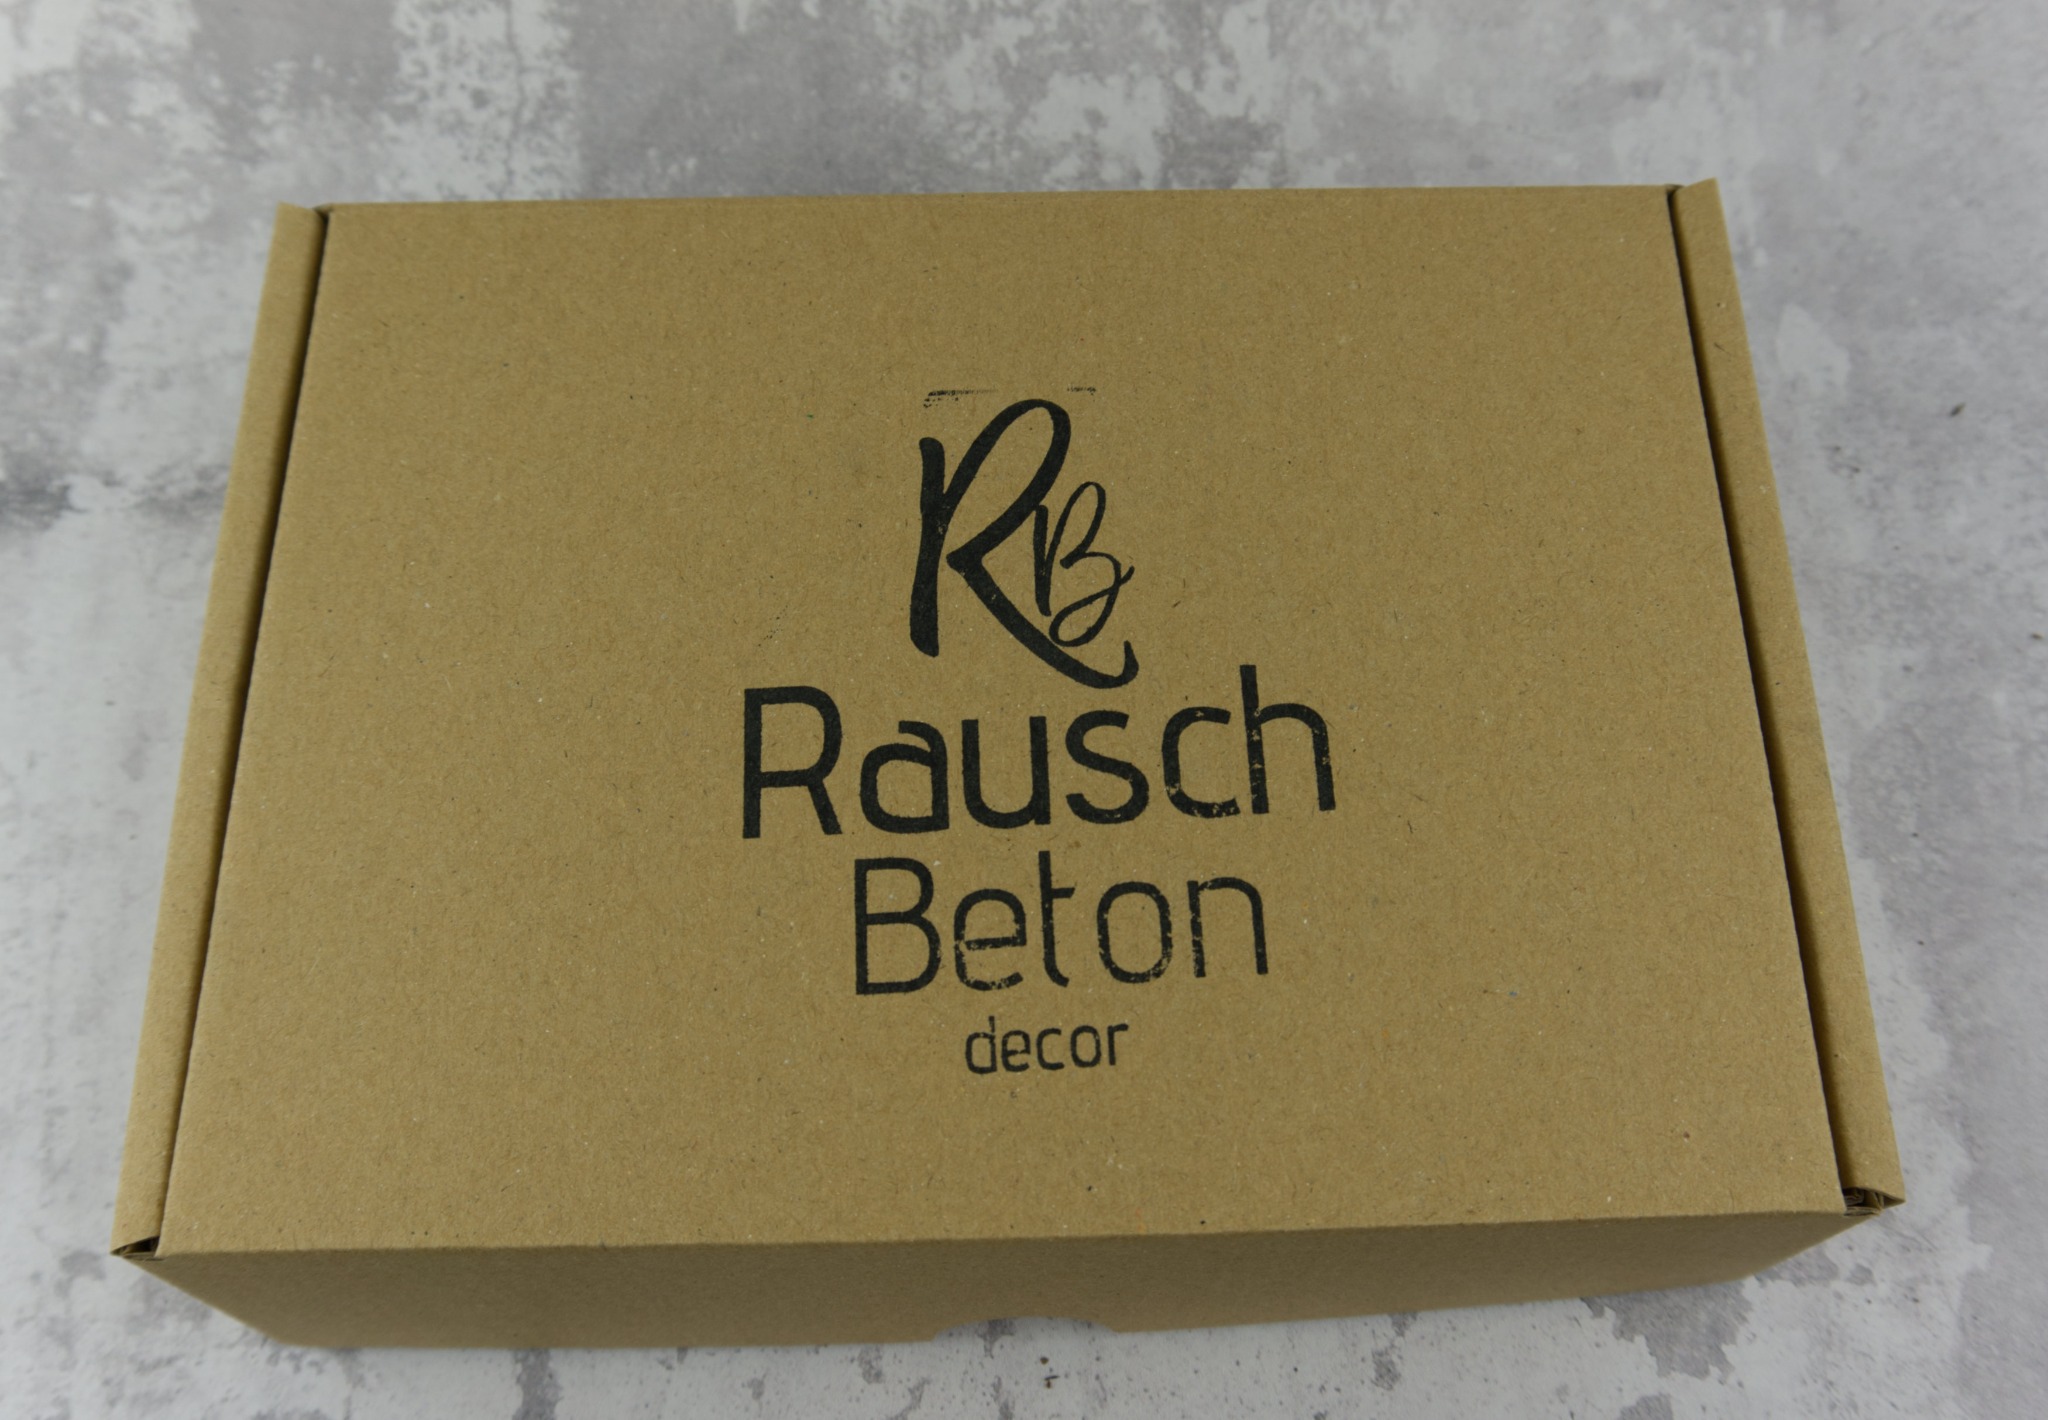 RB
Rausch
Beton
decor